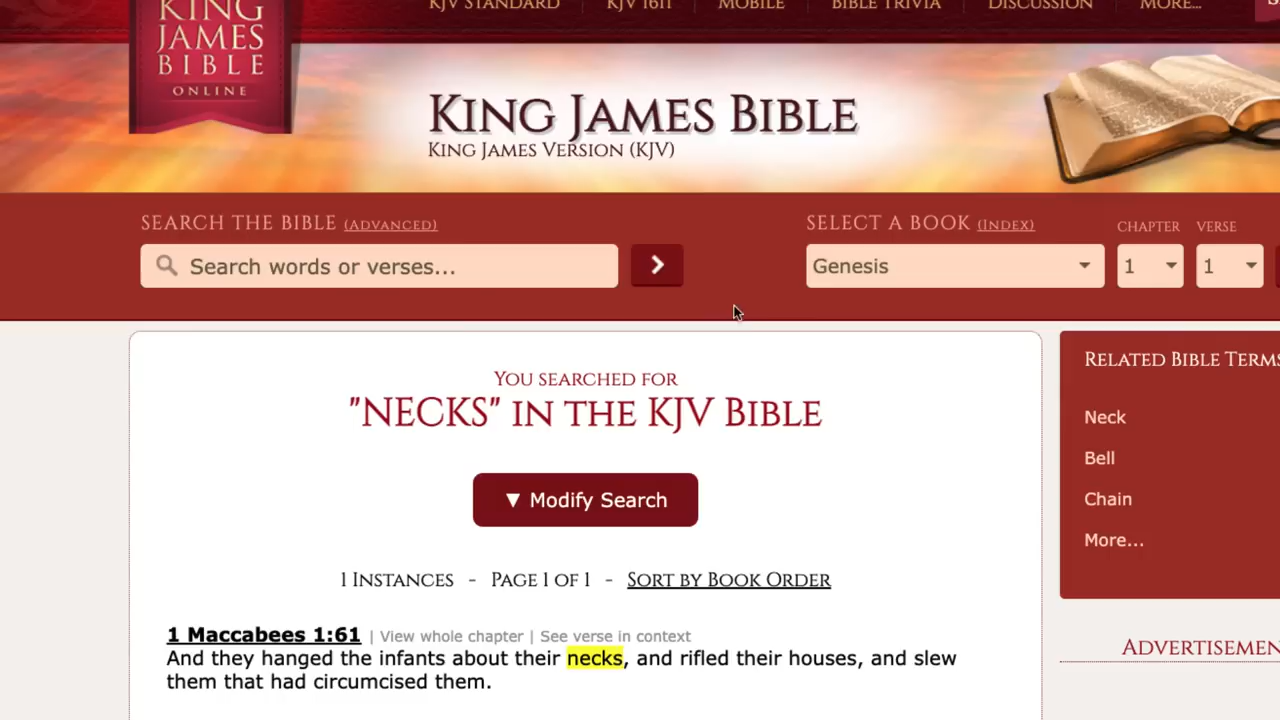 KING
JAMES
BIBLE
ONLINE
KJV STANDARD | KJV 1611 | MOBILE | BIBLE TRIVIA | DISCUSSION | MORE...
KING JAMES BIBLE
KING JAMES VERSION (KJV)
SEARCH THE BIBLE (ADVANCED)
SELECT A BOOK (INDEX) CHAPTER VERSE
Search words or verses...
Genesis 1 1
YOU SEARCHED FOR
"NECKS" IN THE KJV BIBLE
▼ Modify Search
1 INSTANCES - PAGE 1 OF 1 - SORT BY BOOK ORDER
1 Maccabees 1:61 | View whole chapter | See verse in context
And they hanged the infants about their necks, and rifled their houses, and slew
them that had circumcised them.
RELATED BIBLE TERMS
Neck
Bell
Chain
More...
ADVERTISEMEN